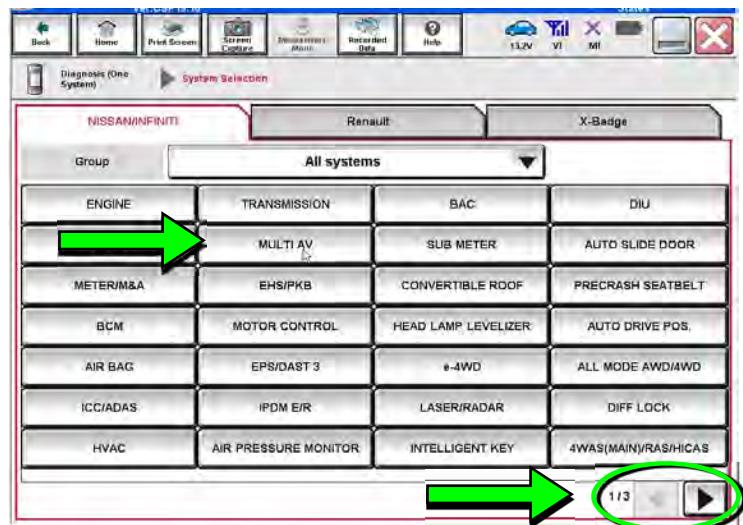 Back
Home
Print Screen
Screen Capture
Measurement Mode
Recorded Data
Help
13.2V
VI
MI
Diagnosis (One System)
System Selection
NISSAN/INFINITI
Renault
X-Badge
Group
All systems
ENGINE
TRANSMISSION
BAC
DIU
MULTI AV
SUB METER
AUTO SLIDE DOOR
METER/M&A
EHS/PKB
CONVERTIBLE ROOF
PRECRASH SEATBELT
BCM
MOTOR CONTROL
HEAD LAMP LEVELIZER
AUTO DRIVE POS.
AIR BAG
EPS/DAST 3
e-4WD
ALL MODE AWD/4WD
ICC/ADAS
IPDM E/R
LASER/RADAR
DIFF LOCK
HVAC
AIR PRESSURE MONITOR
INTELLIGENT KEY
4WAS(MAIN)/RAS/HICAS
1/3